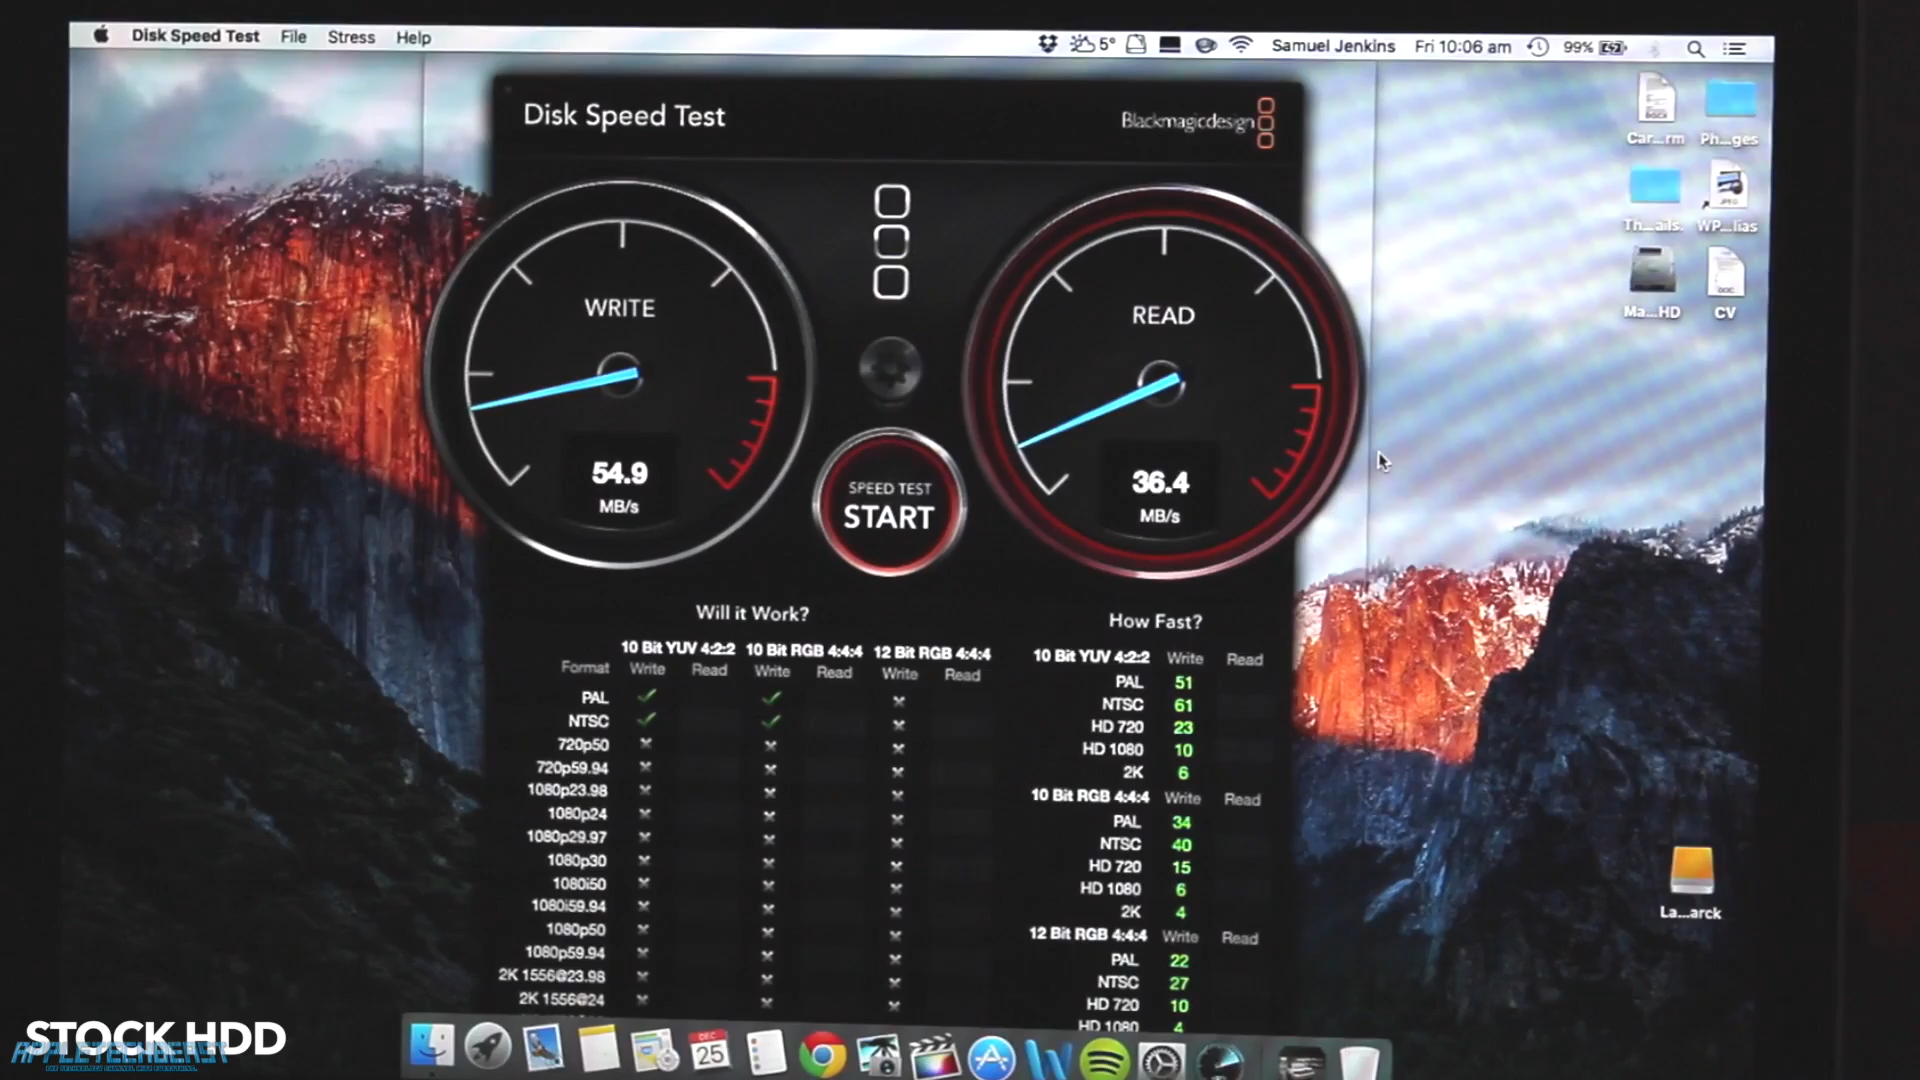 Disk Speed Test File Stress Help 5° Samuel Jenkins Fri 10:06 am 99%
Disk Speed Test
Blackmagicdesign
WRITE
54.9
MB/s
SPEED TEST
START
READ
36.4
MB/s
Will it Work?
10 Bit YUV 4:2:2 10 Bit RGB 4:4:4 12 Bit RGB 4:4:4
Format Write Read Write Read Write Read
PAL
NTSC
720p50
720p59.94
1080p23.98
1080p24
1080p29.97
1080p30
1080i50
1080i59.94
1080p50
1080p59.94
2K 1556@23.98
2K 1556@24
How Fast?
10 Bit YUV 4:2:2 Write Read
PAL 51
NTSC 61
HD 720 23
HD 1080 10
2K 6
10 Bit RGB 4:4:4 Write Read
PAL 34
NTSC 40
HD 720 15
HD 1080 6
2K 4
12 Bit RGB 4:4:4 Write Read
PAL 22
NTSC 27
HD 720 10
HD 1080 4
DOCX
Car...rm
Ph...ges
Th...ails
JPEG
WP...lias
Ma...HD
DOC
CV
La...arck
DEC
25
STOCK HDD
APPLETECHGEAR7